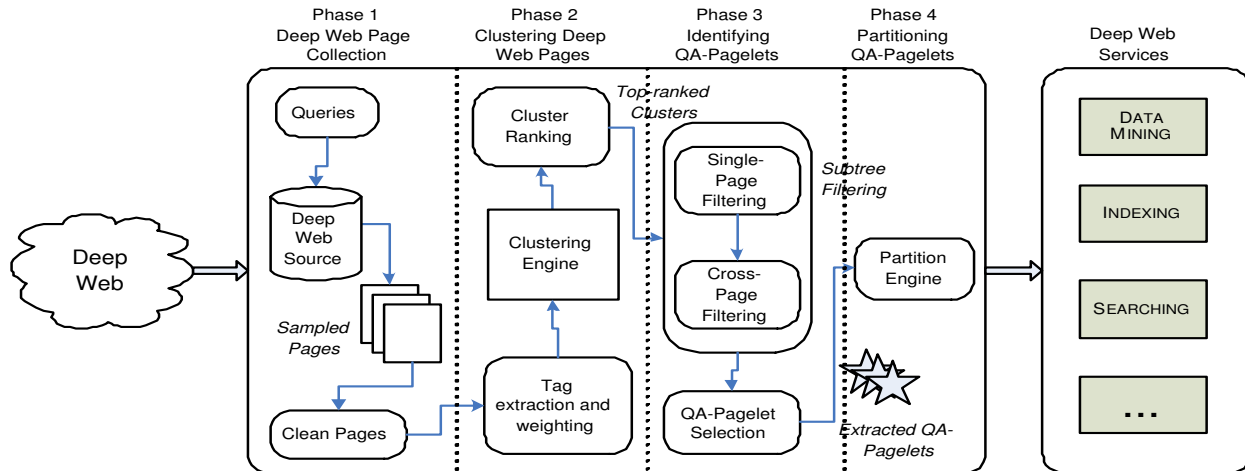 Phase 1
Deep Web Page
Collection
Phase 2
Clustering Deep
Web Pages
Phase 3
Identifying
QA-Pagelets
Phase 4
Partitioning
QA-Pagelets
Deep Web
Services
Deep
Web
Queries
Deep
Web
Source
Sampled
Pages
Clean Pages
Cluster
Ranking
Clustering
Engine
Tag
extraction and
weighting
Top-ranked
Clusters
Single-
Page
Filtering
Cross-
Page
Filtering
Subtree
Filtering
QA-Pagelet
Selection
Partition
Engine
Extracted QA-
Pagelets
DATA
MINING
INDEXING
SEARCHING
...